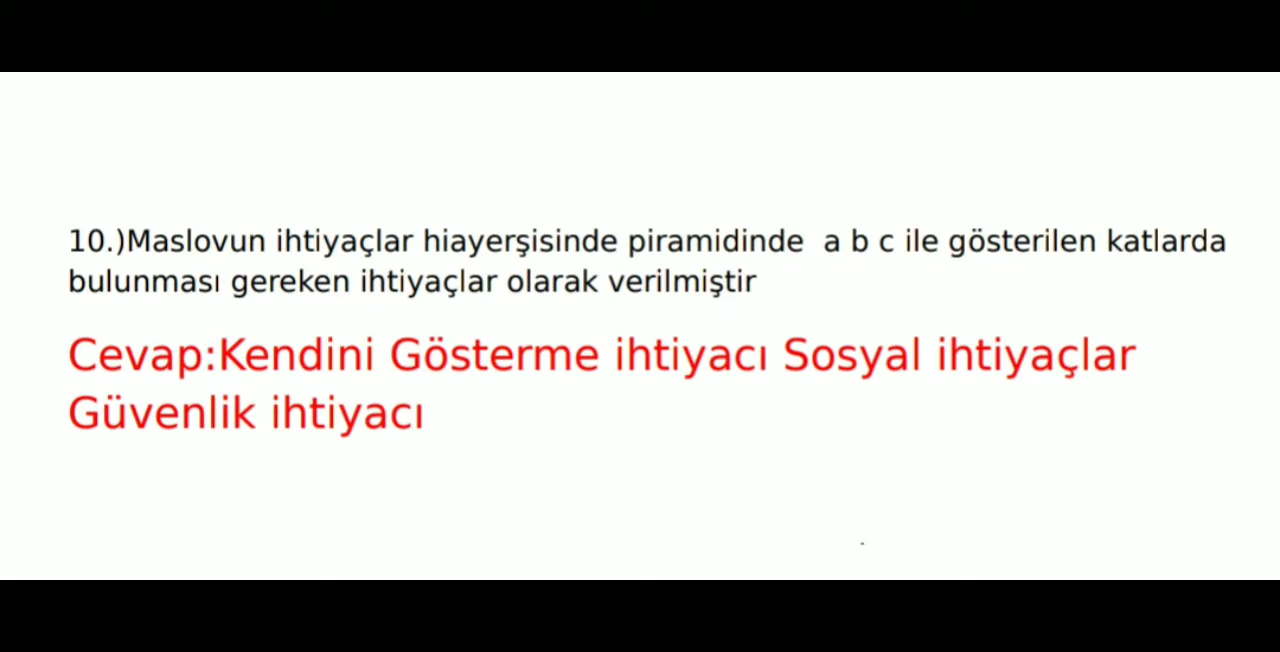 10.)Maslovun ihtiyaçlar hiayerşisinde piramidinde  a b c ile gösterilen katlarda
bulunması gereken ihtiyaçlar olarak verilmiştir
Cevap:Kendini Gösterme ihtiyacı Sosyal ihtiyaçlar
Güvenlik ihtiyacı